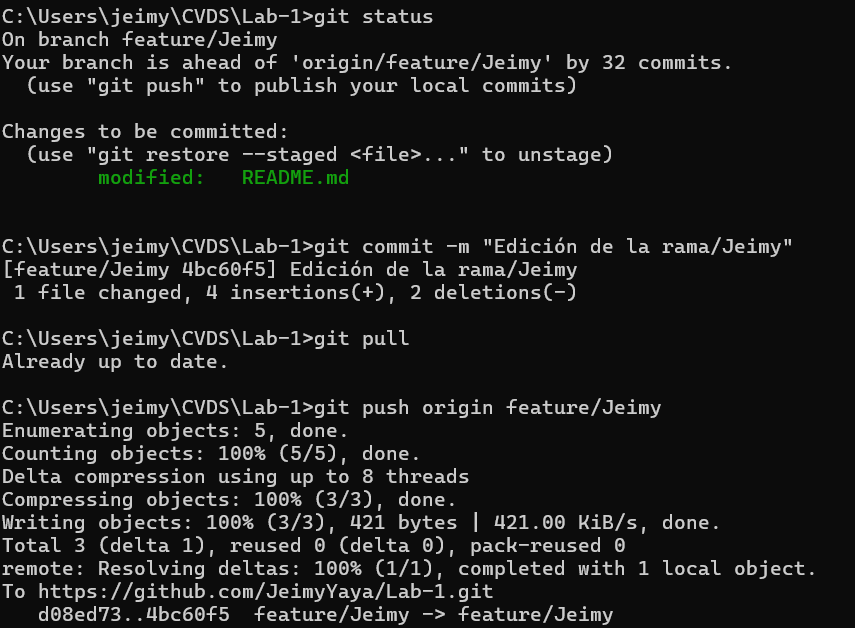 C:\Users\jeimy\CVDS\Lab-1>git status
On branch feature/Jeimy
Your branch is ahead of 'origin/feature/Jeimy' by 32 commits.
  (use "git push" to publish your local commits)

Changes to be committed:
  (use "git restore --staged <file>..." to unstage)
        modified:   README.md

C:\Users\jeimy\CVDS\Lab-1>git commit -m "Edición de la rama/Jeimy"
[feature/Jeimy 4bc60f5] Edición de la rama/Jeimy
 1 file changed, 4 insertions(+), 2 deletions(-)

C:\Users\jeimy\CVDS\Lab-1>git pull
Already up to date.

C:\Users\jeimy\CVDS\Lab-1>git push origin feature/Jeimy
Enumerating objects: 5, done.
Counting objects: 100% (5/5), done.
Delta compression using up to 8 threads
Compressing objects: 100% (3/3), done.
Writing objects: 100% (3/3), 421 bytes | 421.00 KiB/s, done.
Total 3 (delta 1), reused 0 (delta 0), pack-reused 0
remote: Resolving deltas: 100% (1/1), completed with 1 local object.
To https://github.com/JeimyYaya/Lab-1.git
   d08ed73..4bc60f5  feature/Jeimy -> feature/Jeimy